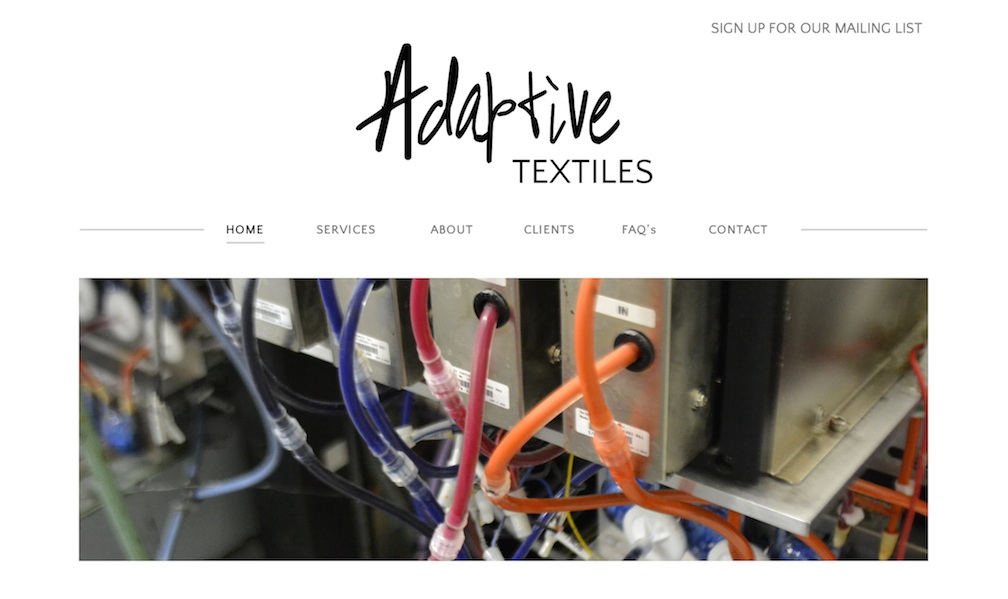 SIGN UP FOR OUR MAILING LIST
Adaptive
TEXTILES
HOME SERVICES ABOUT CLIENTS FAQ's CONTACT
IN